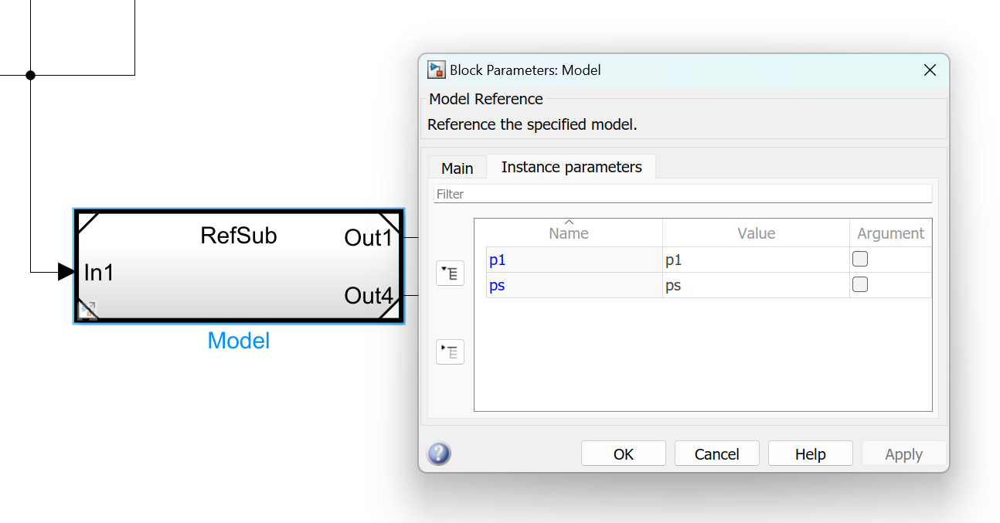 Block Parameters: Model
Model Reference
Reference the specified model.
Main
Instance parameters
Filter
Name Value Argument
p1 p1
ps ps
OK Cancel Help Apply
RefSub
In1
Out1
Out4
Model